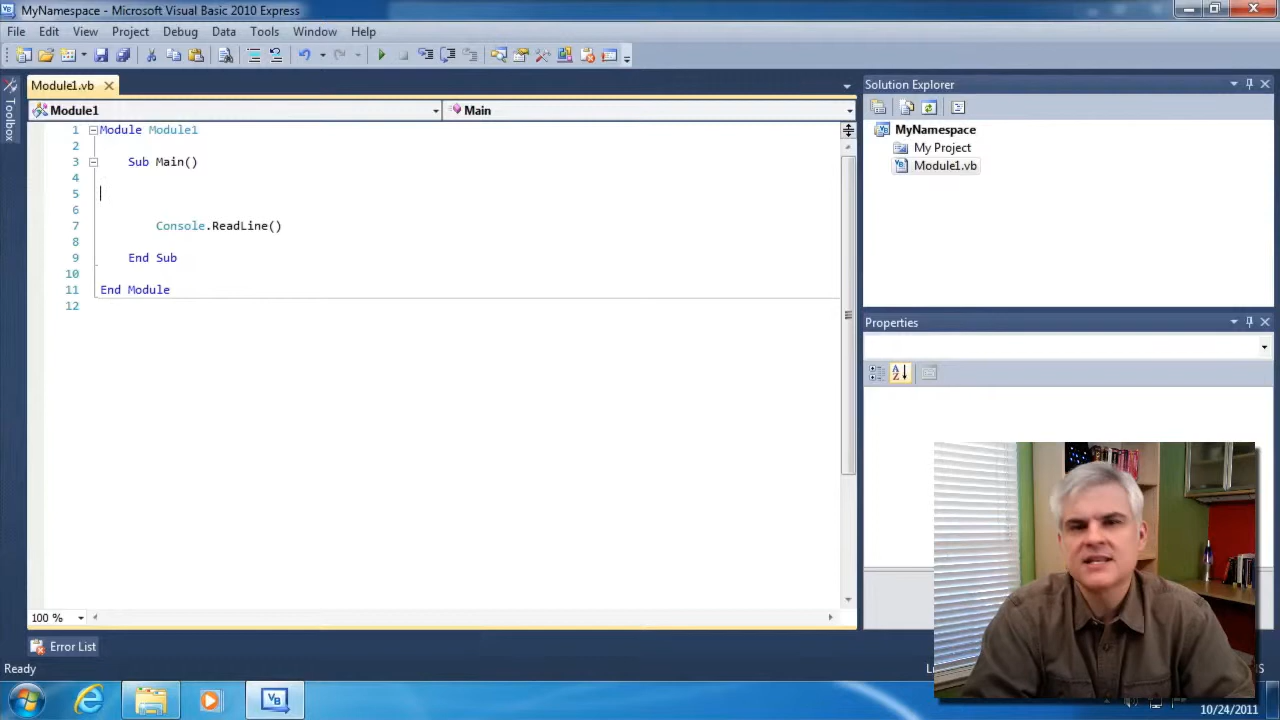 MyNamespace - Microsoft Visual Basic 2010 Express
File Edit View Project Debug Data Tools Window Help
Toolbox
Module1.vb
Module1
Main
1 Module Module1
2
3 Sub Main()
4
5
6
7 Console.ReadLine()
8
9 End Sub
10
11 End Module
12
100 %
Error List
Ready
Solution Explorer
MyNamespace
My Project
Module1.vb
Properties
10/24/2011